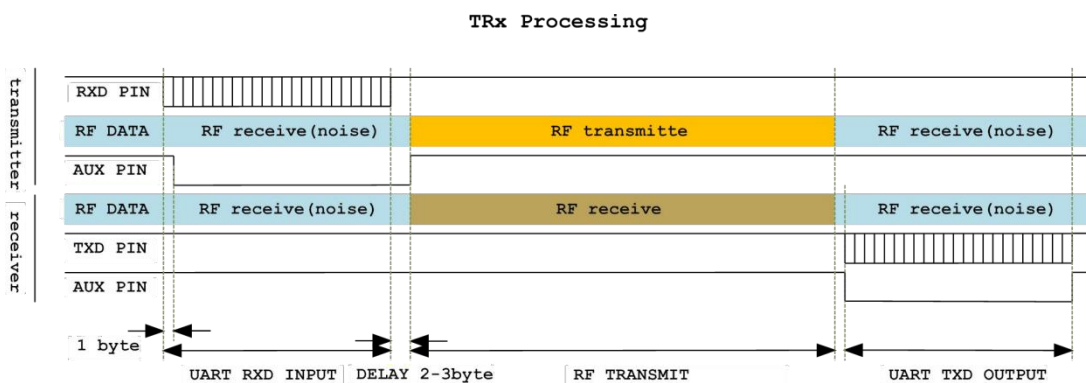 TRx Processing
transmitter
RXD PIN
RF DATA RF receive(noise) RF transmitte RF receive(noise)
AUX PIN
receiver
RF DATA RF receive(noise) RF receive RF receive(noise)
TXD PIN
AUX PIN
1 byte
UART RXD INPUT DELAY 2-3byte RF TRANSMIT UART TXD OUTPUT